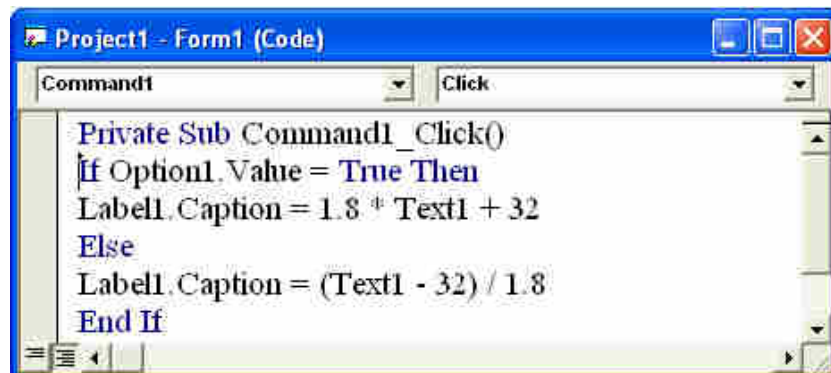 Project1 - Form1 (Code)
Command1 Click
Private Sub Command1_Click()
If Option1.Value = True Then
Label1.Caption = 1.8 * Text1 + 32
Else
Label1.Caption = (Text1 - 32) / 1.8
End If